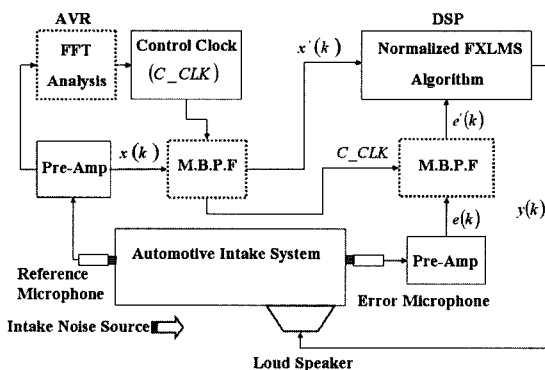 AVR
DSP
FFT
Analysis
Control Clock
(C_CLK)
x'(k)
Normalized FXLMS
Algorithm
e'(k)
Pre-Amp
x(k)
M.B.P.F
C_CLK
M.B.P.F
y(k)
e(k)
Automotive Intake System
Pre-Amp
Reference
Microphone
Error Microphone
Intake Noise Source
Loud Speaker